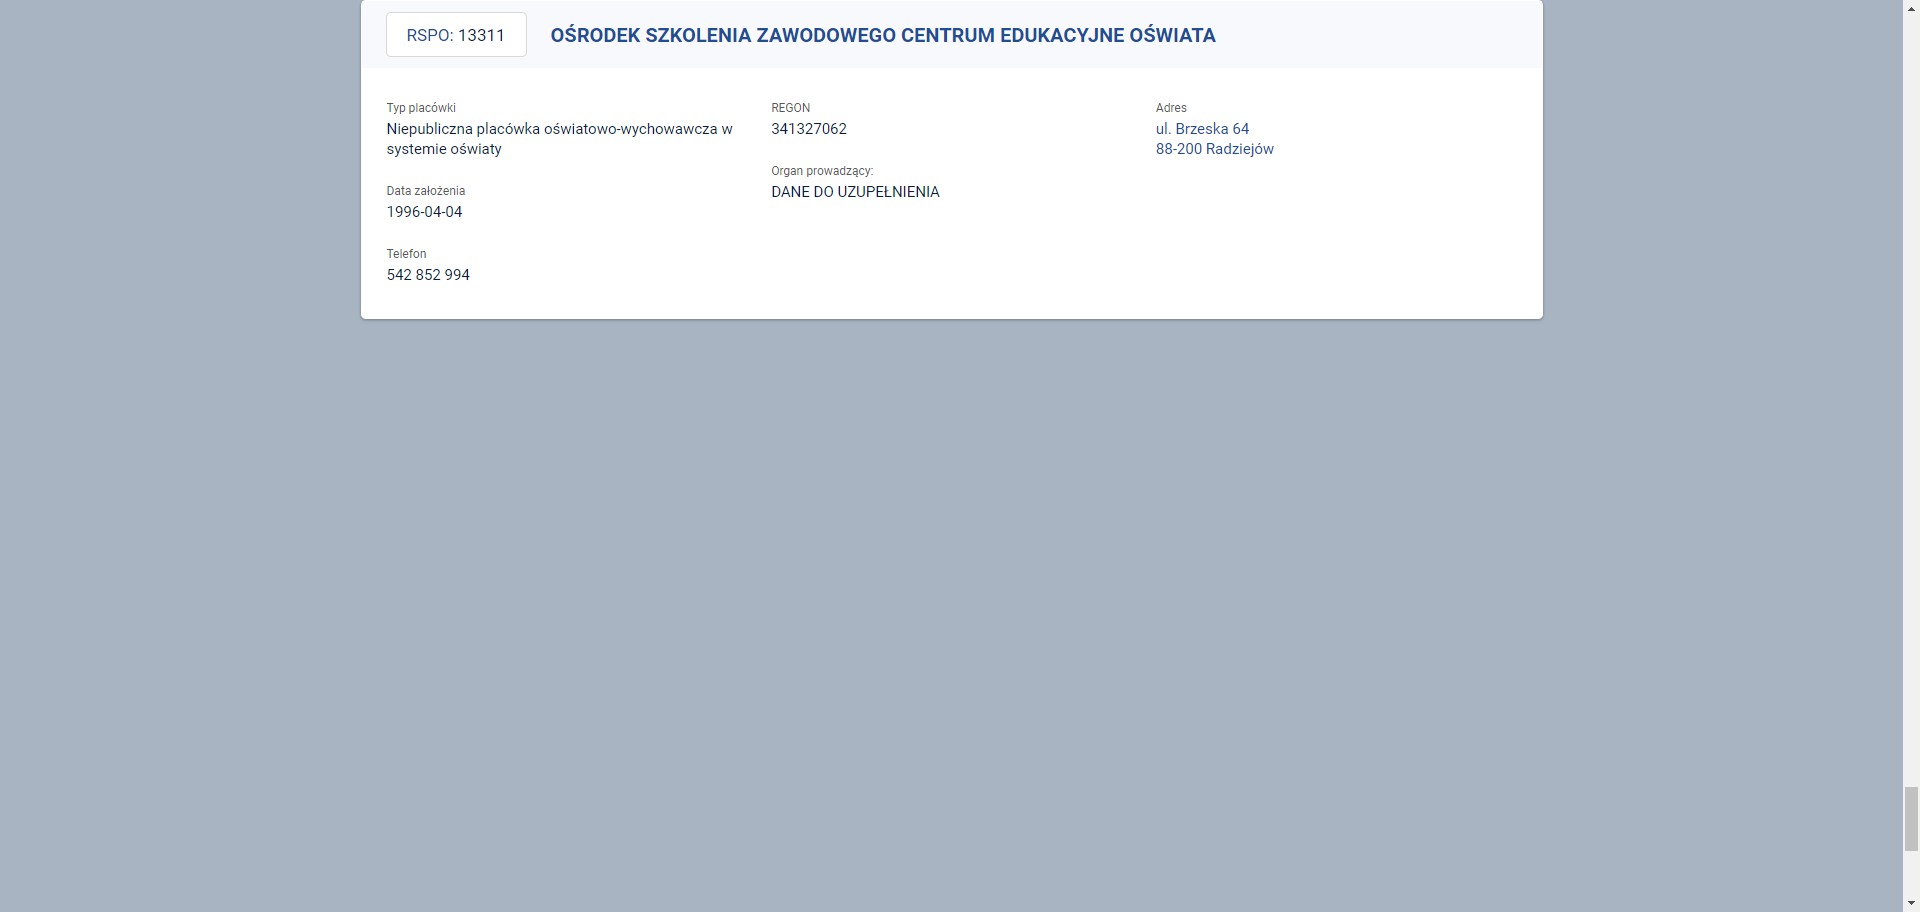 RSPO: 13311
OŚRODEK SZKOLENIA ZAWODOWEGO CENTRUM EDUKACYJNE OŚWIATA
Typ placówki
Niepubliczna placówka oświatowo-wychowawcza w
systemie oświaty
Data założenia
1996-04-04
Telefon
542 852 994
REGON
341327062
Organ prowadzący:
DANE DO UZUPEŁNIENIA
Adres
ul. Brzeska 64
88-200 Radziejów